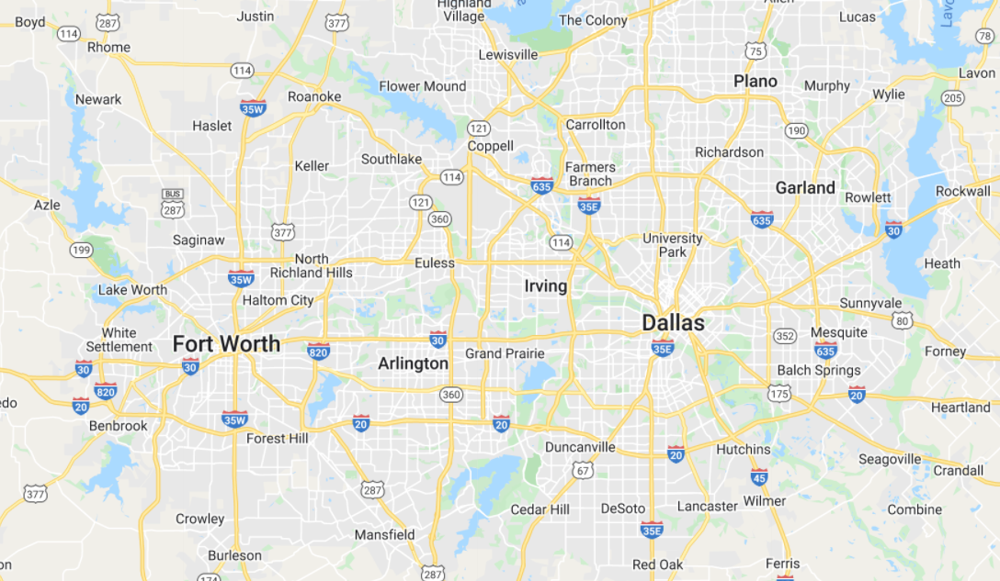 Highland
Village
Justin
377
Boyd
287
114
Rhome
The Colony
Lucas
78
75
Lewisville
114
Plano
Lavon
Flower Mound
Murphy
Wylie
Newark
Roanoke
205
35W
Haslet
Carrollton
121
190
Coppell
Richardson
Southlake
Keller
Farmers
Branch
114
635
Garland
BUS
287
121
35E
Rowlett
Rockwall
Azle
360
635
30
377
Saginaw
114
University
Park
199
North
Richland Hills
Euless
Heath
35W
Lake Worth
Irving
Haltom City
Sunnyvale
Dallas
80
White
Settlement
Fort Worth
30
352
Mesquite
820
35E
635
Forney
Grand Prairie
Arlington
30
30
Balch Springs
820
360
175
20
20
Heartland
35W
Benbrook
20
20
Forest Hill
Duncanville
20
Hutchins
Seagoville
67
45
Crandall
377
287
Wilmer
Cedar Hill
DeSoto
Lancaster
Combine
Crowley
35E
Mansfield
Burleson
Red Oak
Ferris
287
174